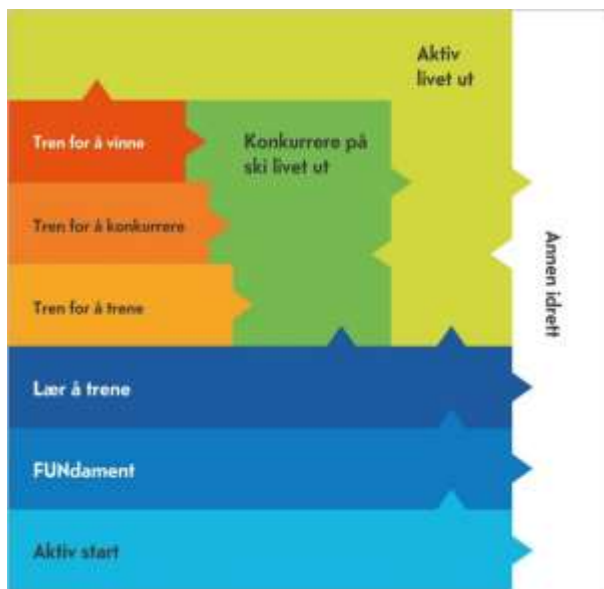 Aktiv
livet ut
Tren for å vinne
Konkurrere på
ski livet ut
Tren for å konkurrere
Tren for å trene
Annen idrett
Lær å trene
FUNdament
Aktiv start